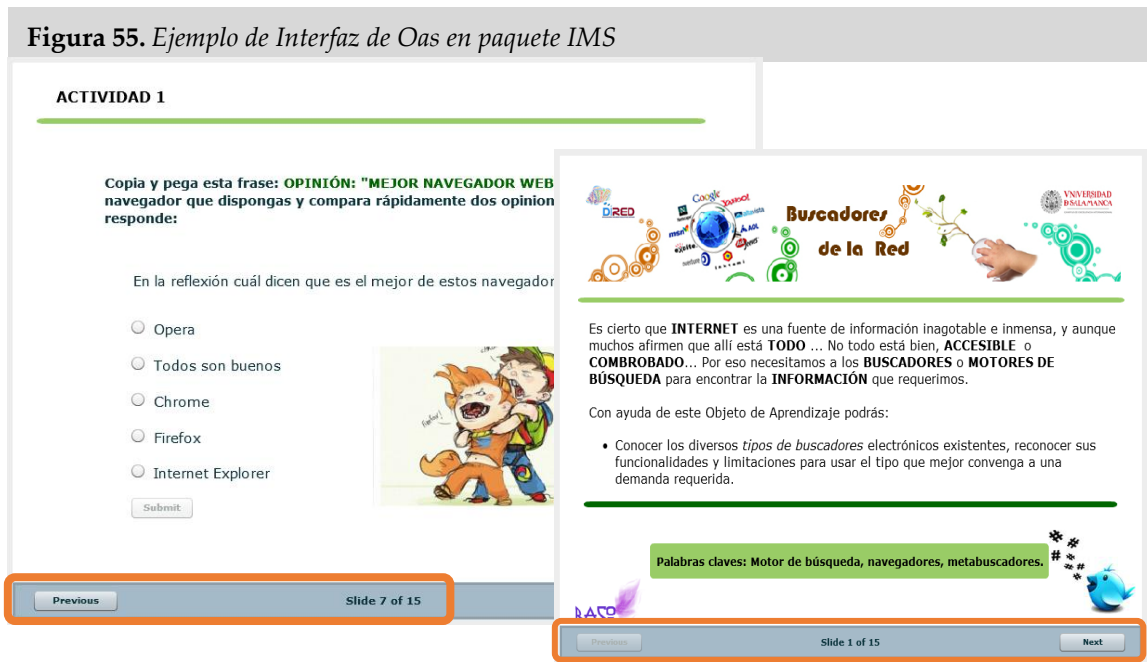 Figura 55. Ejemplo de Interfaz de Oas en paquete IMS
ACTIVIDAD 1
Copia y pega esta frase: OPINIÓN: "MEJOR NAVEGADOR WEB
navegador que dispongas y compara rápidamente dos opinion
responde:
En la reflexión cuál dicen que es el mejor de estos navegador
Opera
Todos son buenos
Chrome
Firefox
Internet Explorer
Submit
Previous
Slide 7 of 15
DRED
Google
YAHOO!
altavista
AOL
msn
excite
Buscadores
de la Red
VNIVERSIDAD
D SALAMANCA
Es cierto que INTERNET es una fuente de información inagotable e inmensa, y aunque
muchos afirmen que allí está TODO ... No todo está bien, ACCESIBLE o
COMBROBADO... Por eso necesitamos a los BUSCADORES o MOTORES DE
BÚSQUEDA para encontrar la INFORMACIÓN que requerimos.
Con ayuda de este Objeto de Aprendizaje podrás:
• Conocer los diversos tipos de buscadores electrónicos existentes, reconocer sus
funcionalidades y limitaciones para usar el tipo que mejor convenga a una
demanda requerida.
Palabras claves: Motor de búsqueda, navegadores, metabuscadores.
Previous
Slide 1 of 15
Next